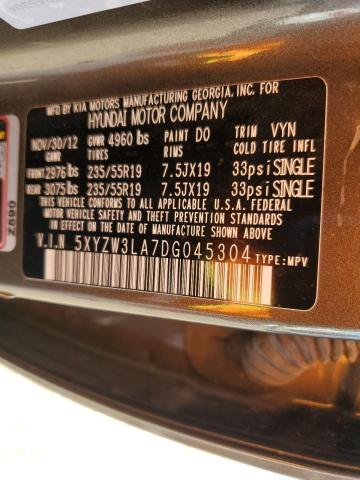 MFD BY KIA MOTORS MANUFACTURING GEORGIA, INC. FOR
HYUNDAI MOTOR COMPANY
NOV/30/12 GVWR 4960 lbs PAINT DO TRIM VYN
GAWR TIRES RIMS COLD TIRE INFL
FRONT 2976 lbs 235/55R19 7.5JX19 33psi SINGLE
REAR 3075 lbs 235/55R19 7.5JX19 33psi SINGLE
THIS VEHICLE CONFORMS TO ALL APPLICABLE U.S.A. FEDERAL
MOTOR VEHICLE SAFETY, BUMPER, AND THEFT PREVENTION
STANDARDS IN EFFECT ON THE DATE OF MANUFACTURE SHOWN ABOVE
V.I.N 5XYZW3LA7DG045304 TYPE:MPV
Z590